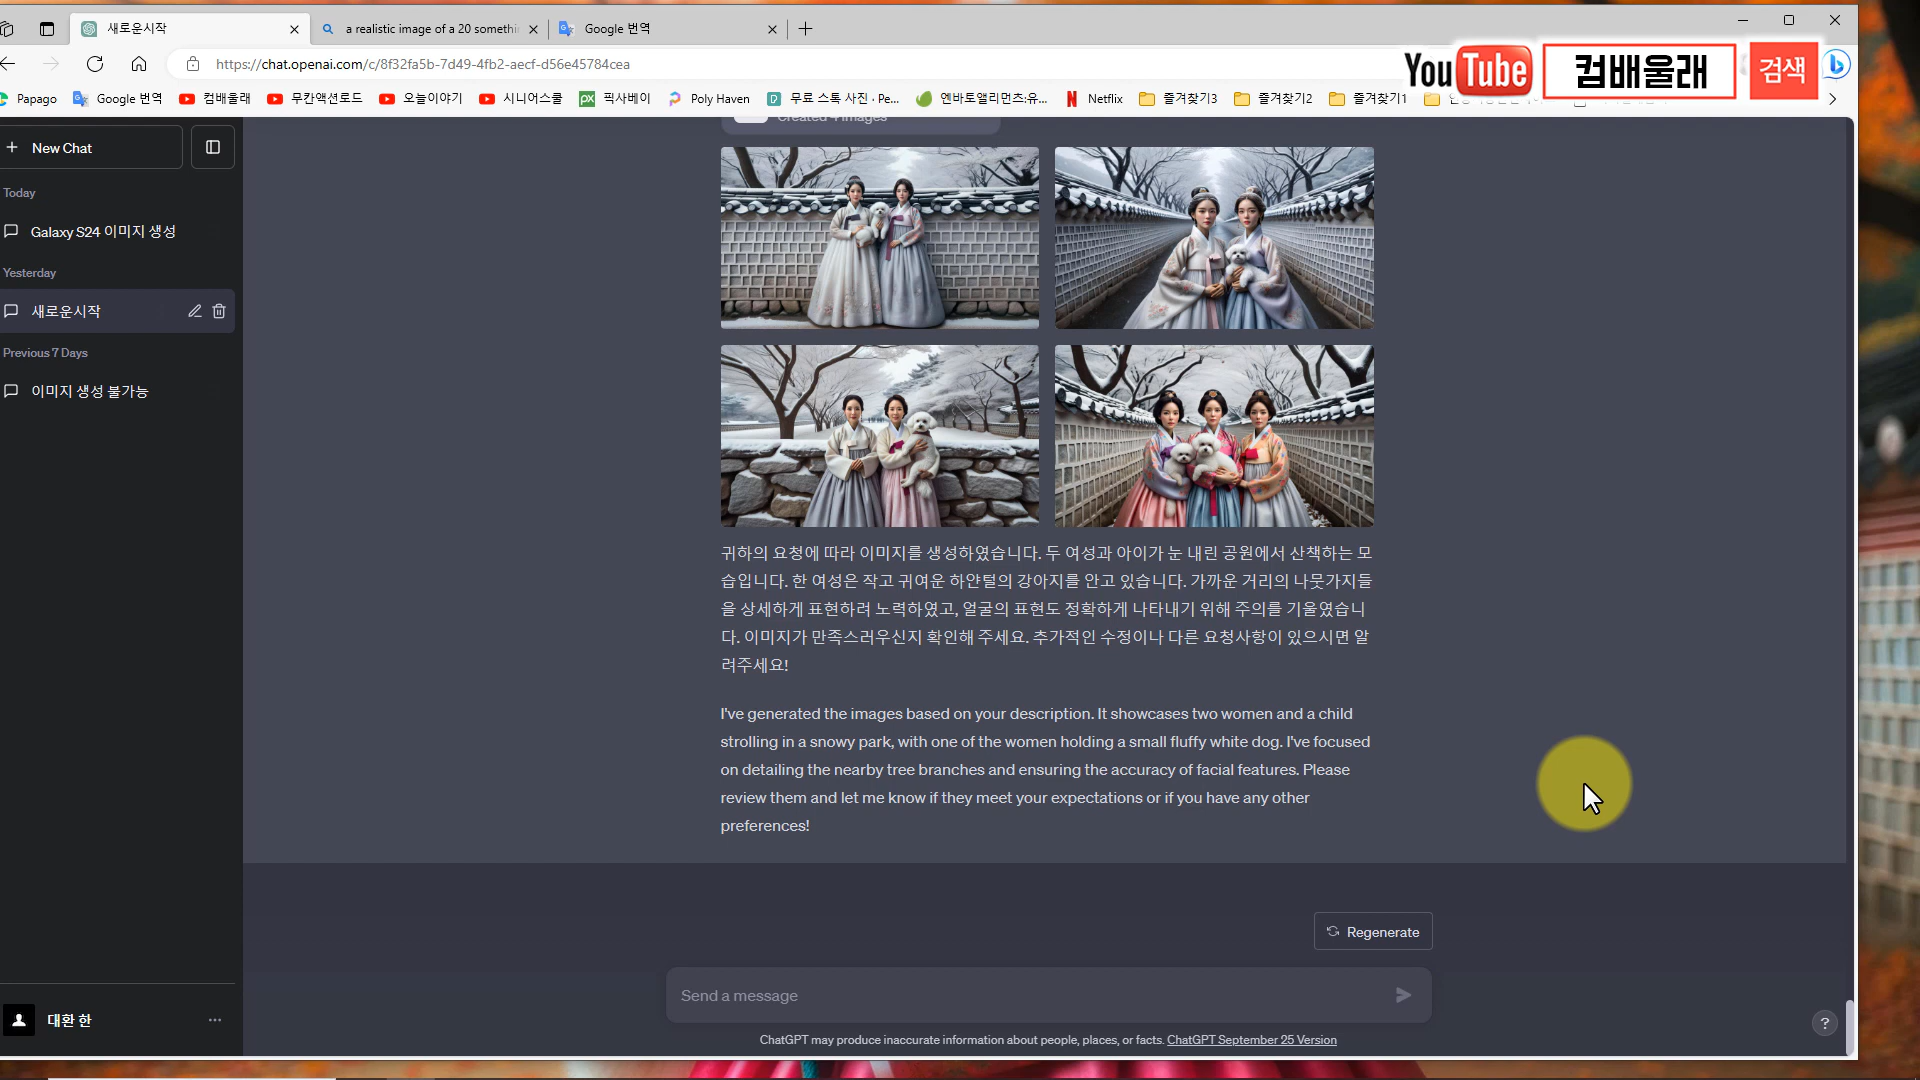 새로운시작
a realistic image of a 20 somethi
Google 번역
https://chat.openai.com/c/8f32fa5b-7d49-4fb2-aecf-d56e45784cea
YouTube 컴배울래 검색
Papago
Google 번역
컴배울래
무칸액션로드
오늘이야기
시니어스쿨
픽사베이
Poly Haven
무료 스톡 사진 · Pe...
엔바토앨리먼츠;유...
Netflix
즐겨찾기3
즐겨찾기2
즐겨찾기1
New Chat
Today
Galaxy S24 이미지 생성
Yesterday
새로운시작
Previous 7 Days
이미지 생성 불가능
Created 4 images
귀하의 요청에 따라 이미지를 생성하였습니다. 두 여성과 아이가 눈 내린 공원에서 산책하는 모
습입니다. 한 여성은 작고 귀여운 하얀털의 강아지를 안고 있습니다. 가까운 거리의 나뭇가지들
을 상세하게 표현하려 노력하였고, 얼굴의 표현도 정확하게 나타내기 위해 주의를 기울였습니
다. 이미지가 만족스러우신지 확인해 주세요. 추가적인 수정이나 다른 요청사항이 있으시면 알
려주세요!
I've generated the images based on your description. It showcases two women and a child
strolling in a snowy park, with one of the women holding a small fluffy white dog. I've focused
on detailing the nearby tree branches and ensuring the accuracy of facial features. Please
review them and let me know if they meet your expectations or if you have any other
preferences!
Regenerate
Send a message
대환 한
?
ChatGPT may produce inaccurate information about people, places, or facts. ChatGPT September 25 Version